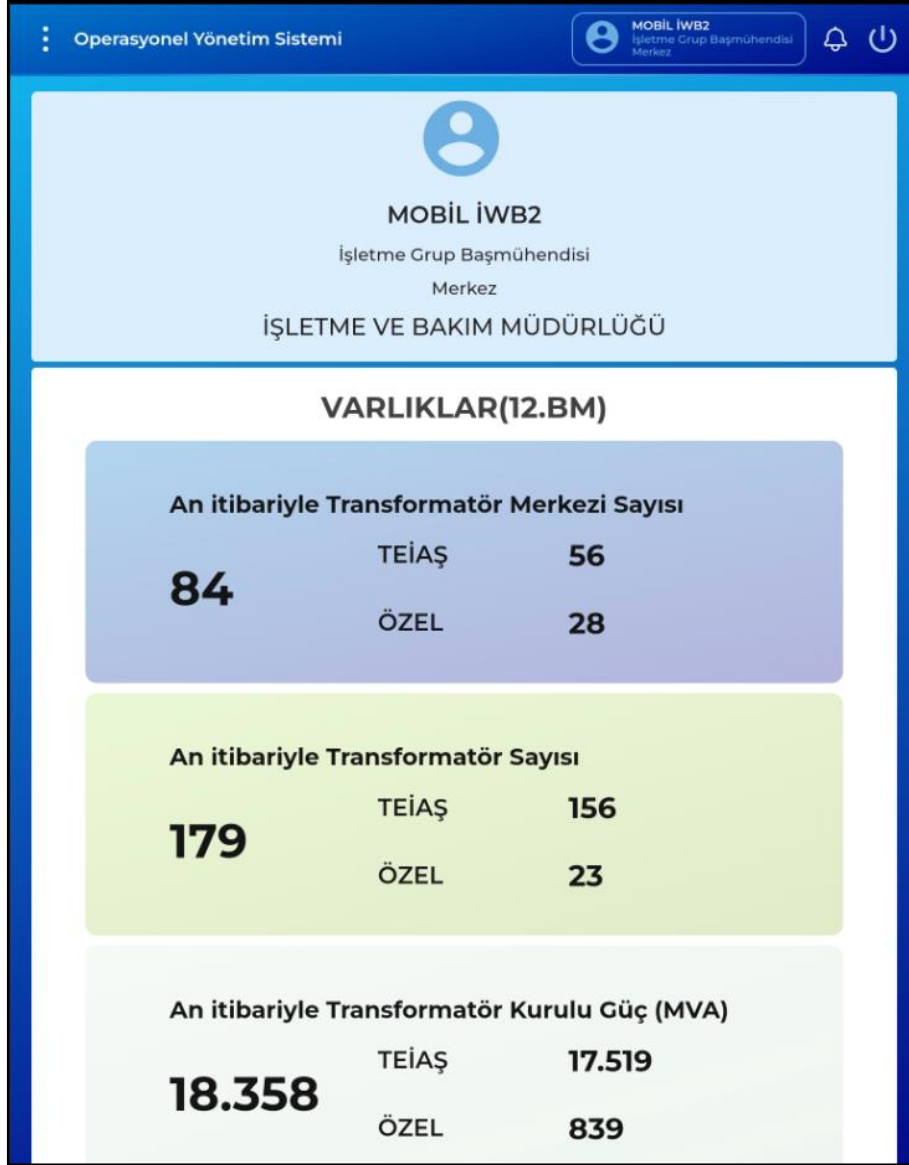 Operasyonel Yönetim Sistemi
MOBİL İWB2
İşletme Grup Başmühendisi
Merkez
MOBİL İWB2
İşletme Grup Başmühendisi
Merkez
İŞLETME VE BAKIM MÜDÜRLÜĞÜ
VARLIKLAR(12.BM)
An itibariyle Transformatör Merkezi Sayısı
84
TEİAŞ 56
ÖZEL 28
An itibariyle Transformatör Sayısı
179
TEİAŞ 156
ÖZEL 23
An itibariyle Transformatör Kurulu Güç (MVA)
18.358
TEİAŞ 17.519
ÖZEL 839